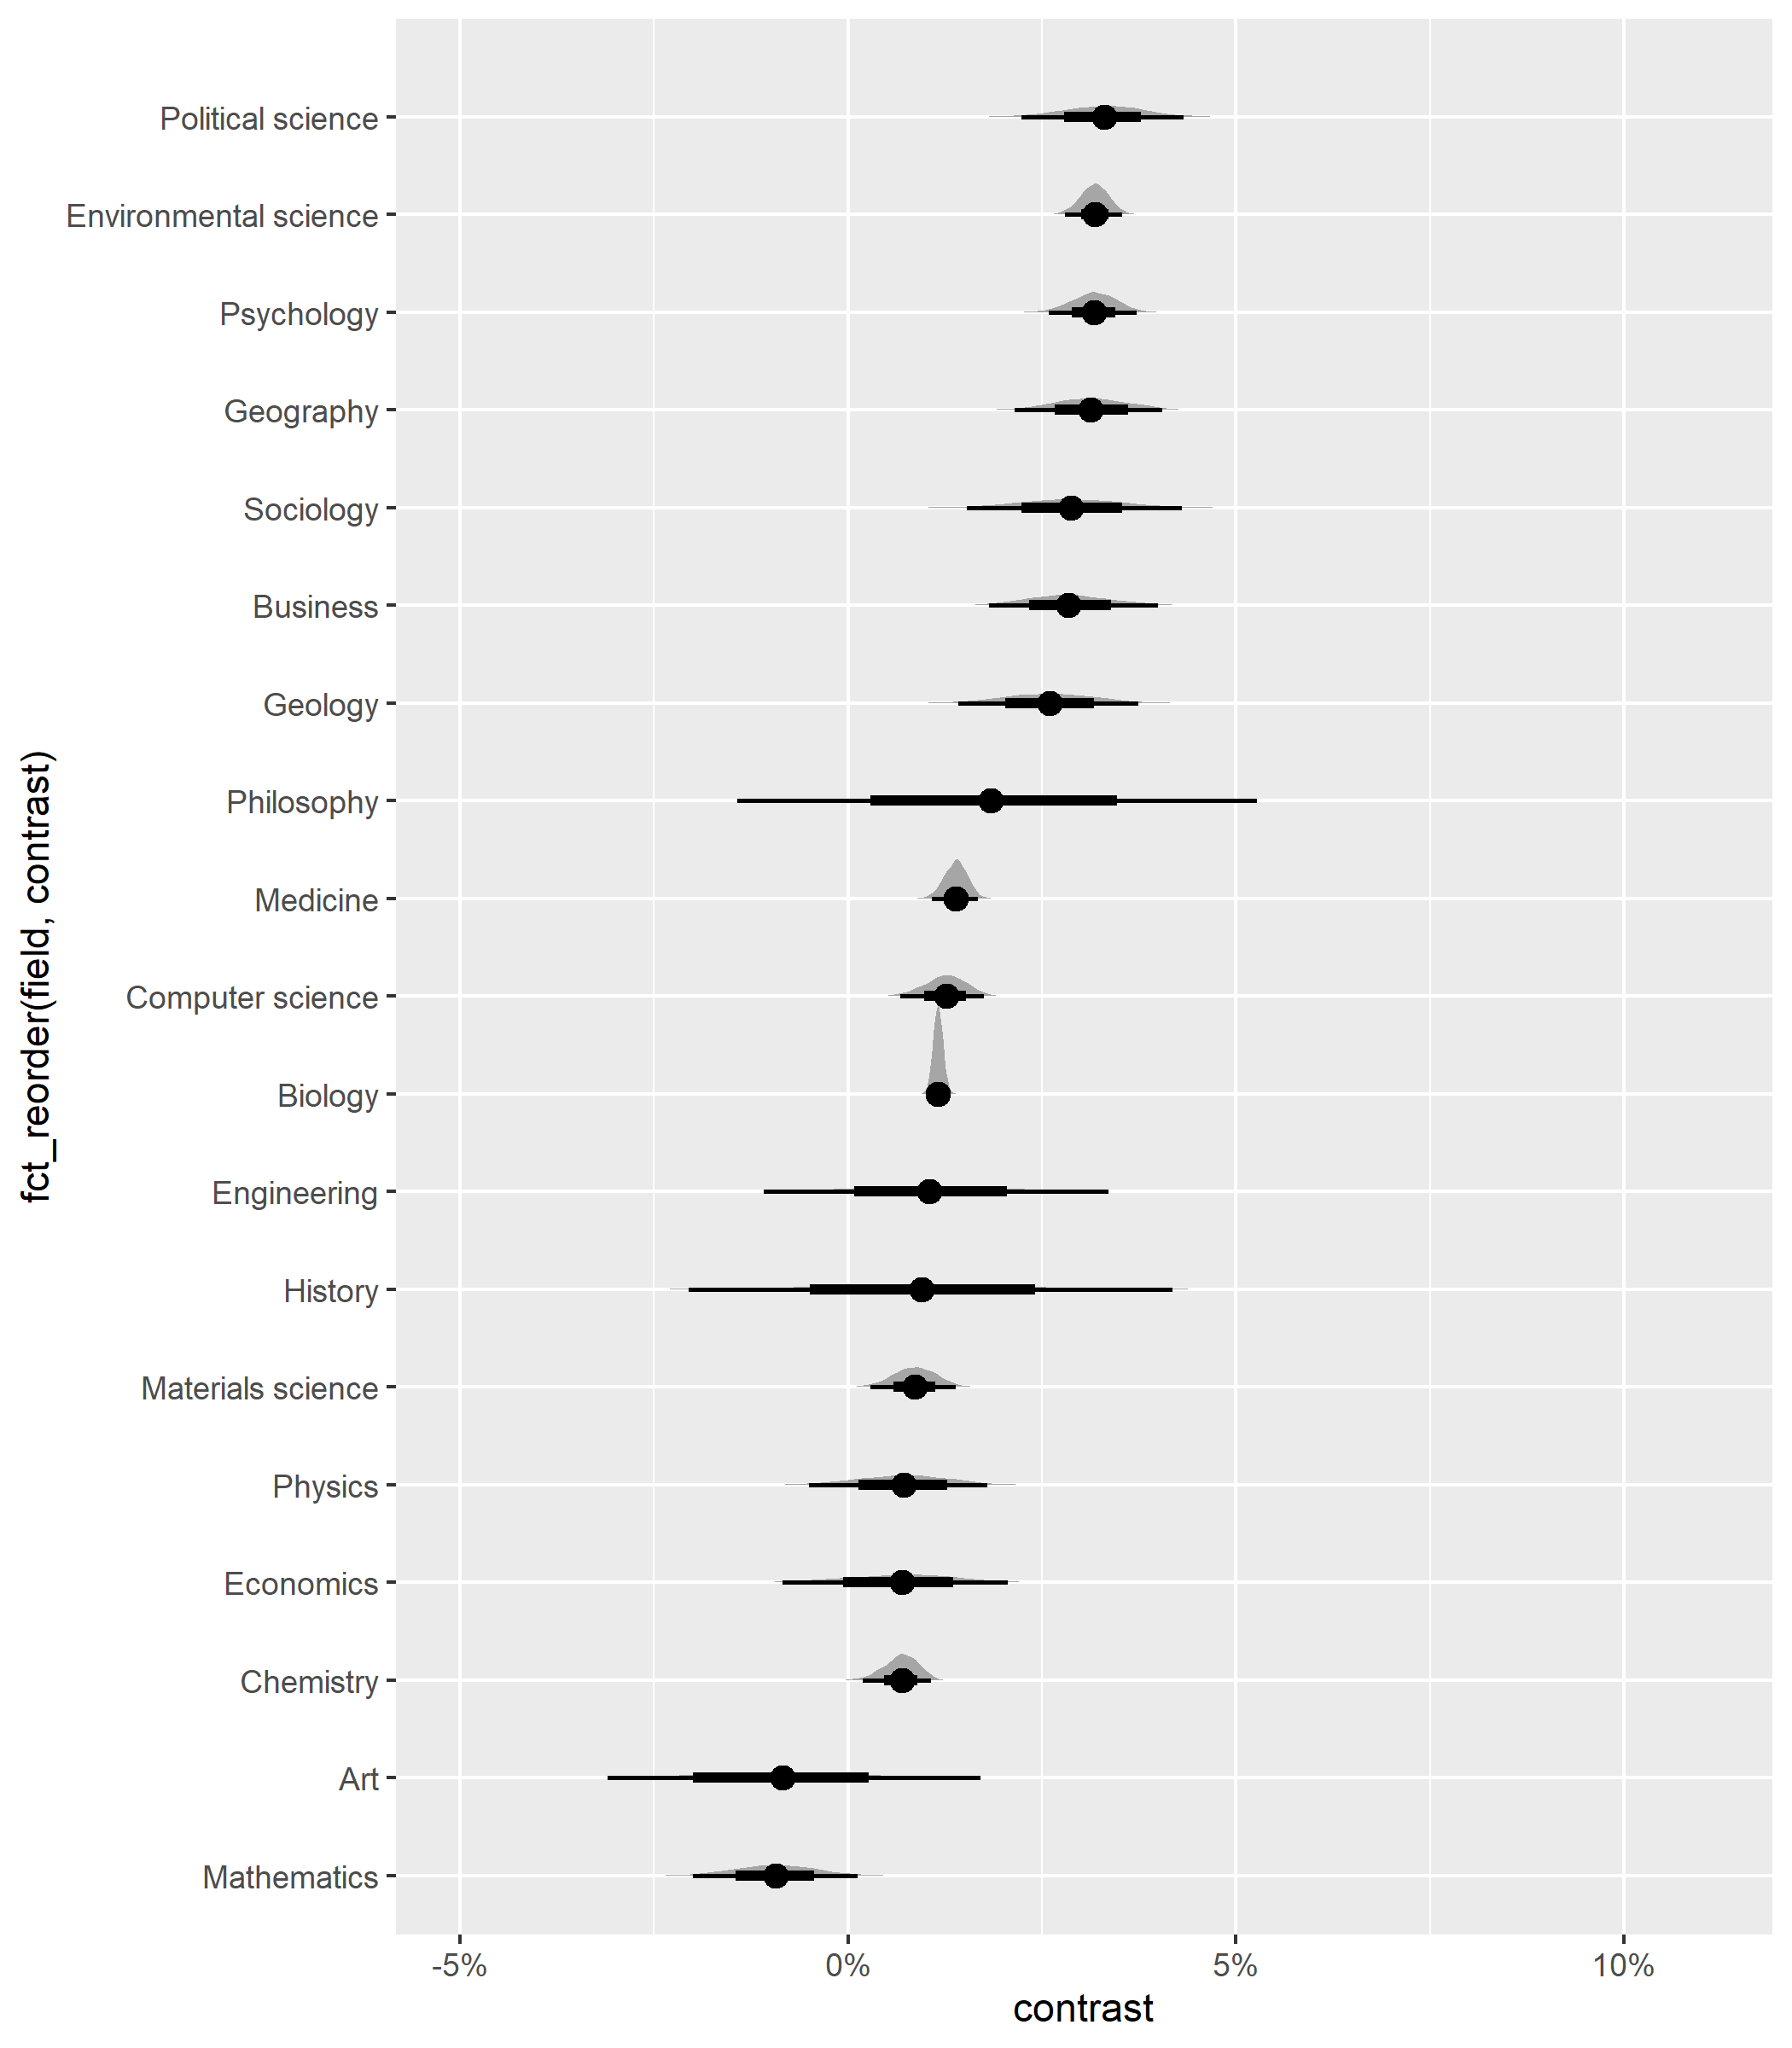 Political science
Environmental science
Psychology
Geography
Sociology
Business
Geology
Philosophy
Medicine
Computer science
Biology
Engineering
History
Materials science
Physics
Economics
Chemistry
Art
Mathematics
fct_reorder(field, contrast)
-5% 0% 5% 10%
contrast